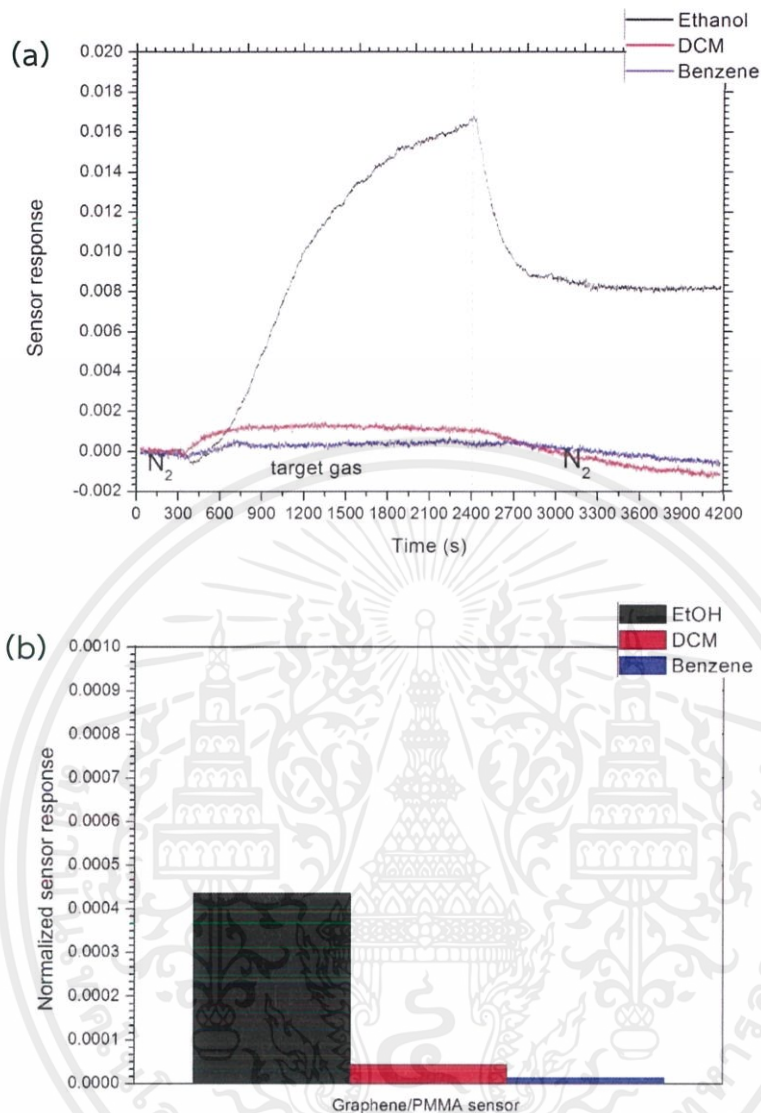 (a)
Ethanol
DCM
Benzene
0.020
0.018
0.016
0.014
0.012
0.010
0.008
0.006
0.004
0.002
0.000
-0.002
Sensor response
N2
target gas
N2
0 300 600 900 1200 1500 1800 2100 2400 2700 3000 3300 3600 3900 4200
Time (s)
(b)
EtOH
DCM
Benzene
0.0010
0.0009
0.0008
0.0007
0.0006
0.0005
0.0004
0.0003
0.0002
0.0001
0.0000
Normalized sensor response
Graphene/PMMA sensor